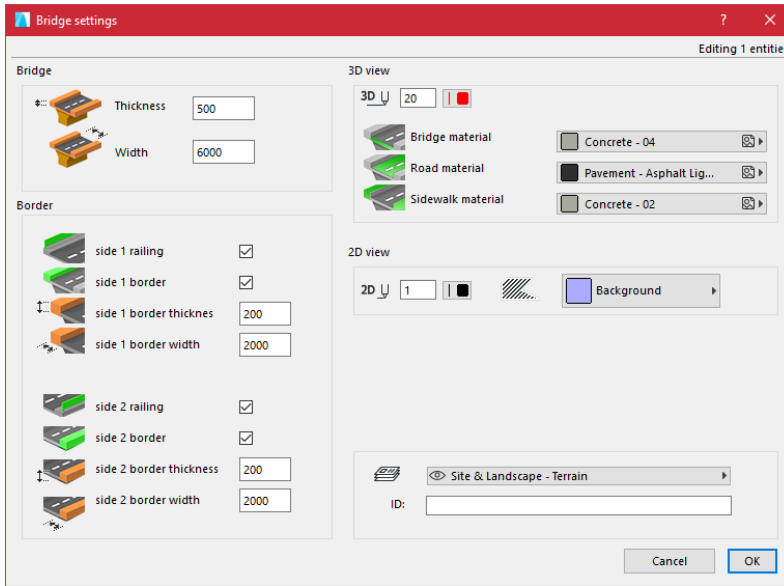 Bridge settings
? ×
Editing 1 entitie
Bridge
Thickness 500
Width 6000
Border
side 1 railing
side 1 border
side 1 border thicknes 200
side 1 border width 2000
side 2 railing
side 2 border
side 2 border thickness 200
side 2 border width 2000
3D view
3D 20
Bridge material Concrete - 04
Road material Pavement - Asphalt Lig...
Sidewalk material Concrete - 02
2D view
2D 1 Background
Site & Landscape - Terrain
ID:
Cancel OK